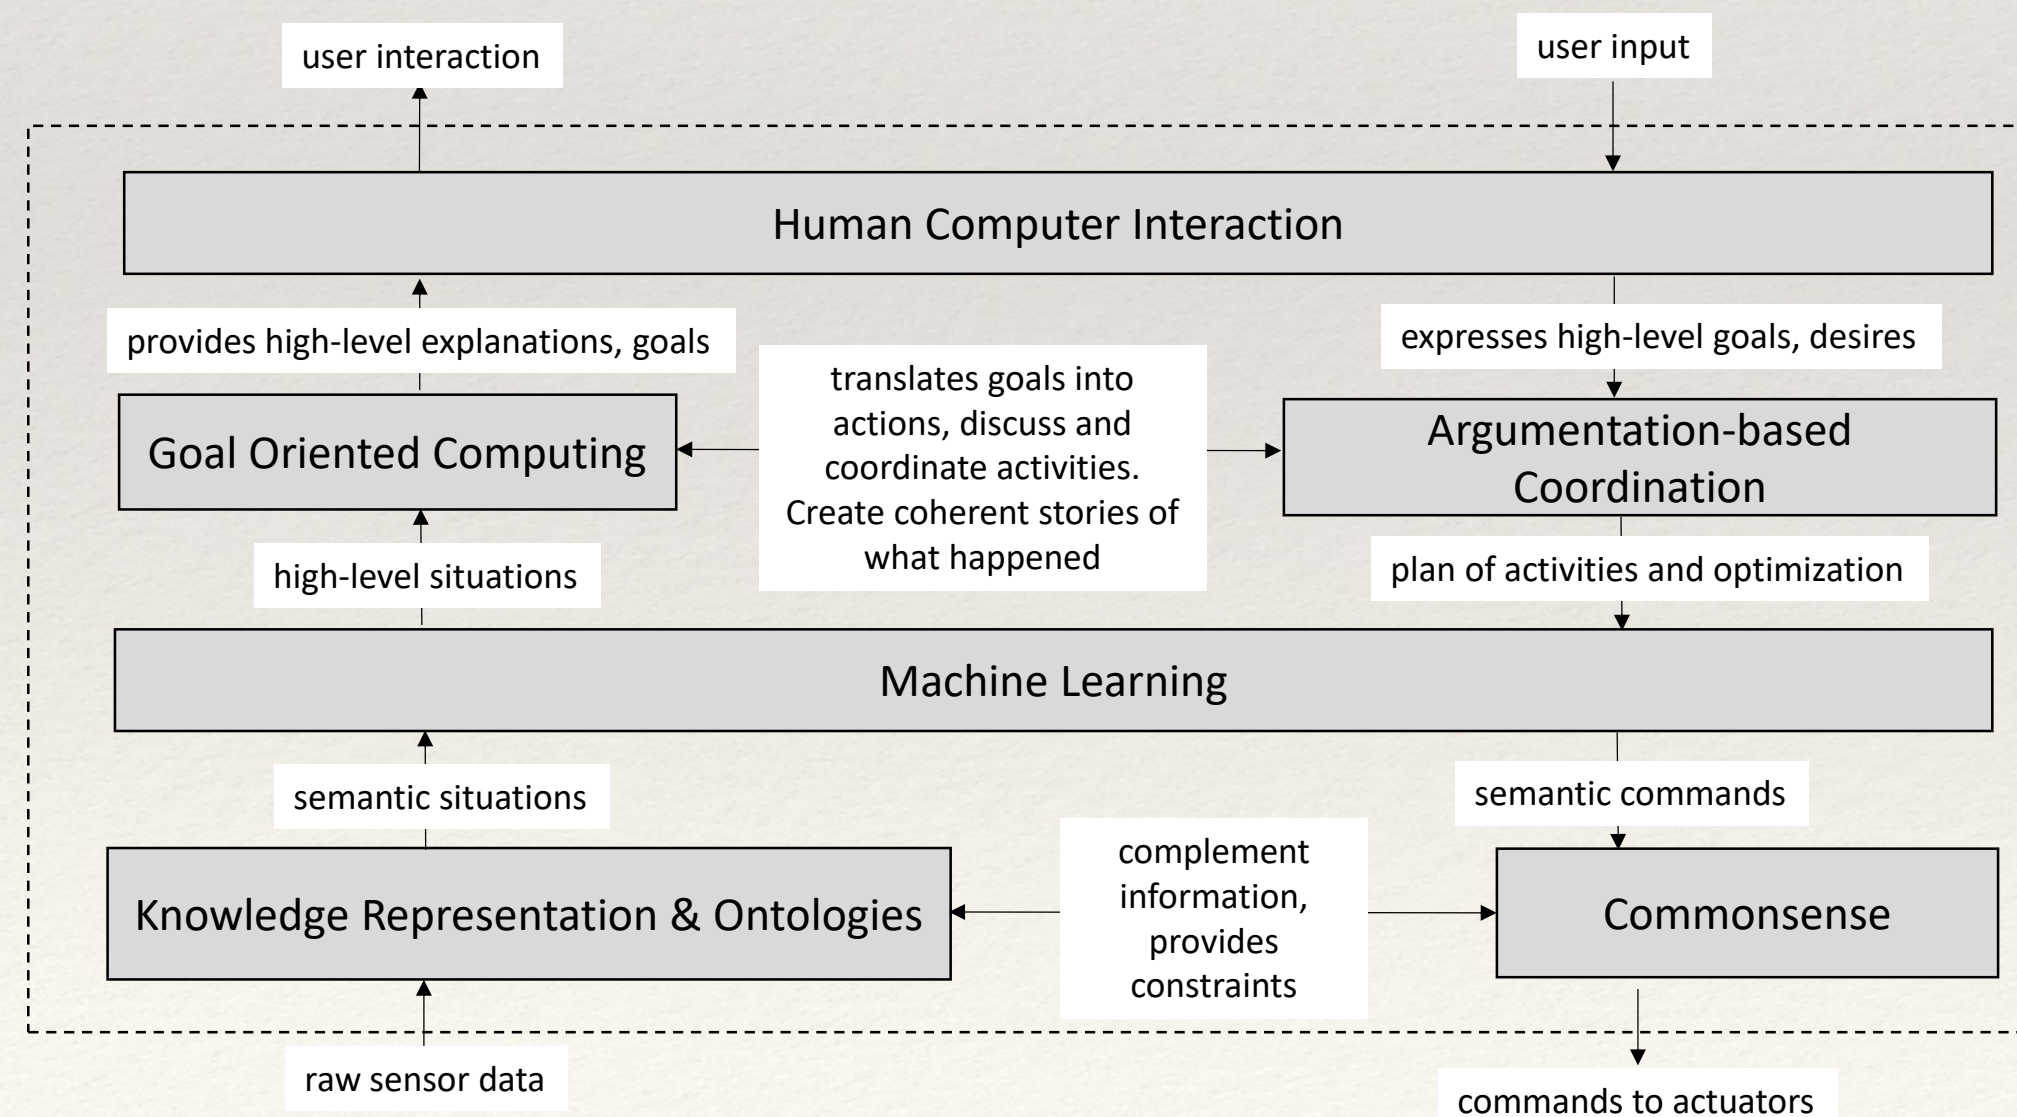 user interaction
user input
Human Computer Interaction
provides high-level explanations, goals
expresses high-level goals, desires
translates goals into
actions, discuss and
coordinate activities.
Create coherent stories of
what happened
Goal Oriented Computing
Argumentation-based
Coordination
high-level situations
plan of activities and optimization
Machine Learning
semantic situations
semantic commands
complement
information,
provides
constraints
Knowledge Representation & Ontologies
Commonsense
raw sensor data
commands to actuators